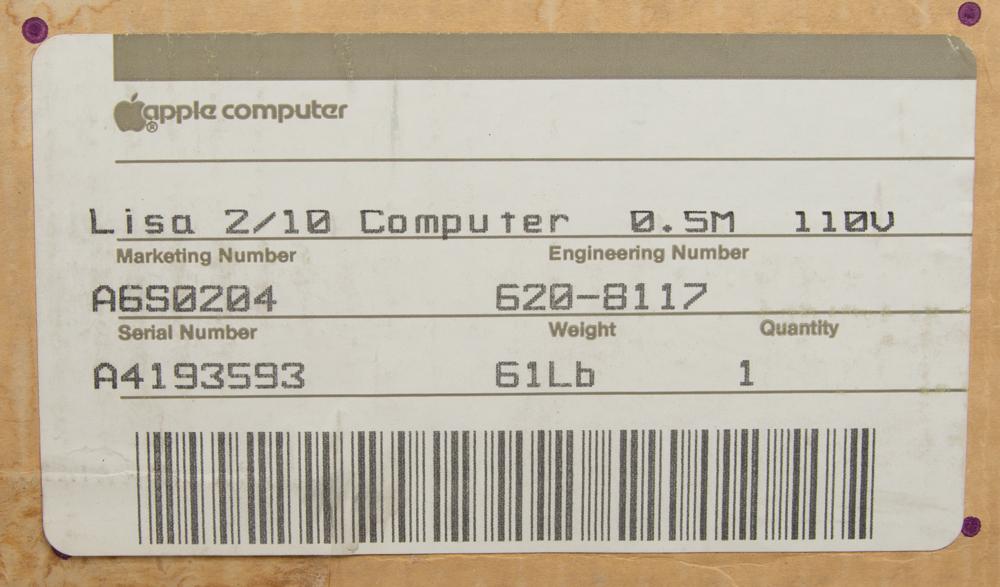 apple computer
®
Lisa 2/10 Computer 0.5M 110V
Marketing Number Engineering Number
A6S0204 620-8117
Serial Number Weight Quantity
A4193593 61Lb 1